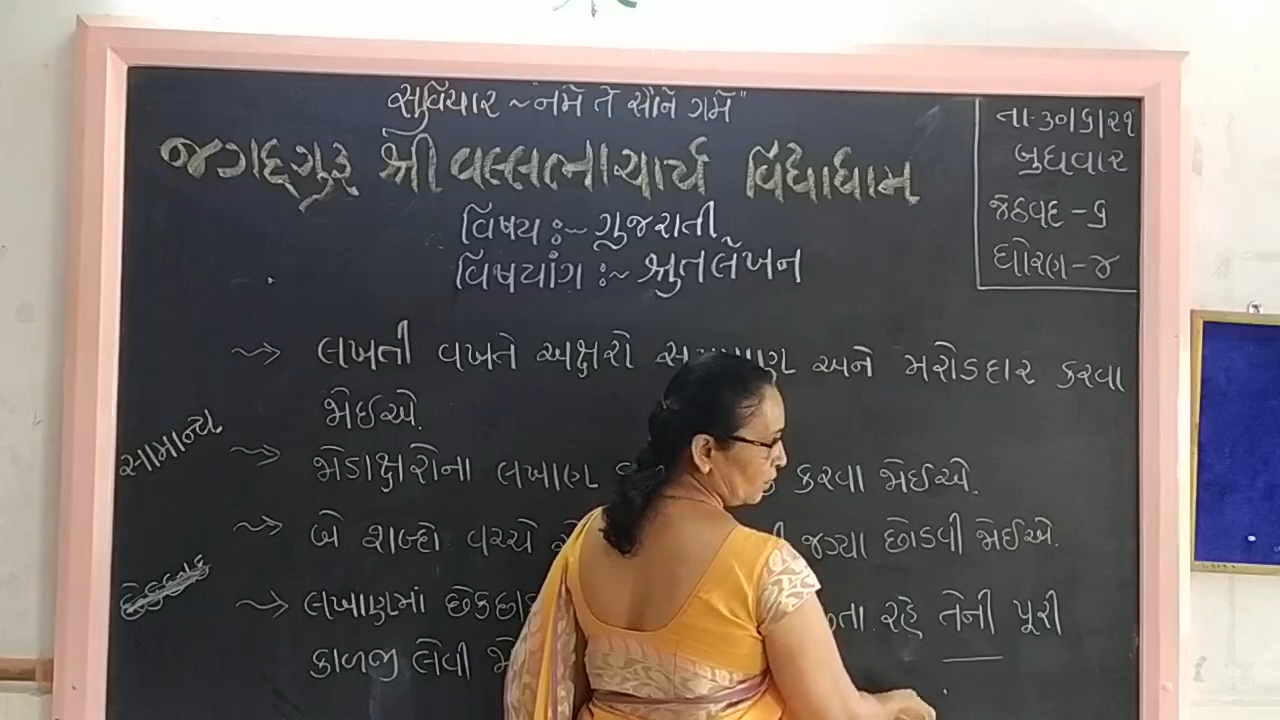 સુવિચાર ~ "નમે તે સૌને ગમે"
જગદ્ગુરુ શ્રી વલ્લભાચાર્ય વિદ્યાધામ
વિષય :~ ગુજરાતી
વિષયાંગ :~ શ્રુતલેખન
તા-૩૦।૬।૨૧
બુધવાર
જેઠવદ - ૬
ધોરણ - ૪
→ લખતી વખતે અક્ષરો અને મરોડદાર કરવા
જોઈએ.
સામાન્ય
→ જોડાક્ષરોના લખાણ કરવા જોઈએ.
→ બે શબ્દો વચ્ચે જગ્યા છોડવી જોઈએ.
→ લખાણમાં રહે તેની પૂરી
કાળજી લેવી